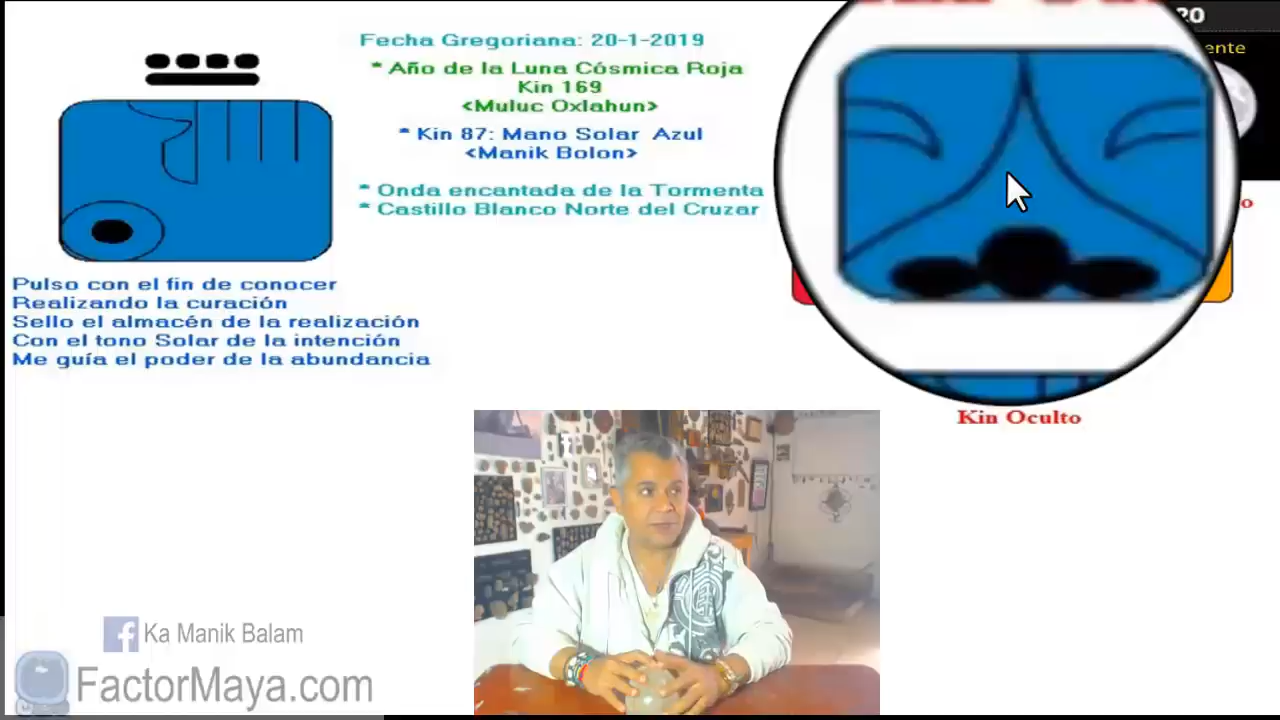 Fecha Gregoriana: 20-1-2019
* Año de la Luna Cósmica Roja
Kin 169
<Muluc Oxlahun>
* Kin 87: Mano Solar Azul
<Manik Bolon>
* Onda encantada de la Tormenta
* Castillo Blanco Norte del Cruzar
Pulso con el fin de conocer
Realizando la curación
Sello el almacén de la realización
Con el tono Solar de la intención
Me guía el poder de la abundancia
20
ente
o
Kin Oculto
f Ka Manik Balam
FactorMaya.com